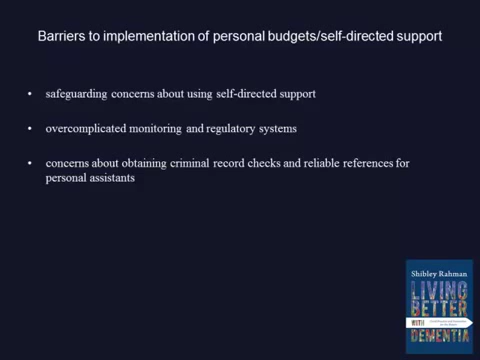 Barriers to implementation of personal budgets/self-directed support
• safeguarding concerns about using self-directed support
• overcomplicated monitoring and regulatory systems
• concerns about obtaining criminal record checks and reliable references for
personal assistants
Shibley Rahman
LIVING
BETTER
WITH
DEMENTIA